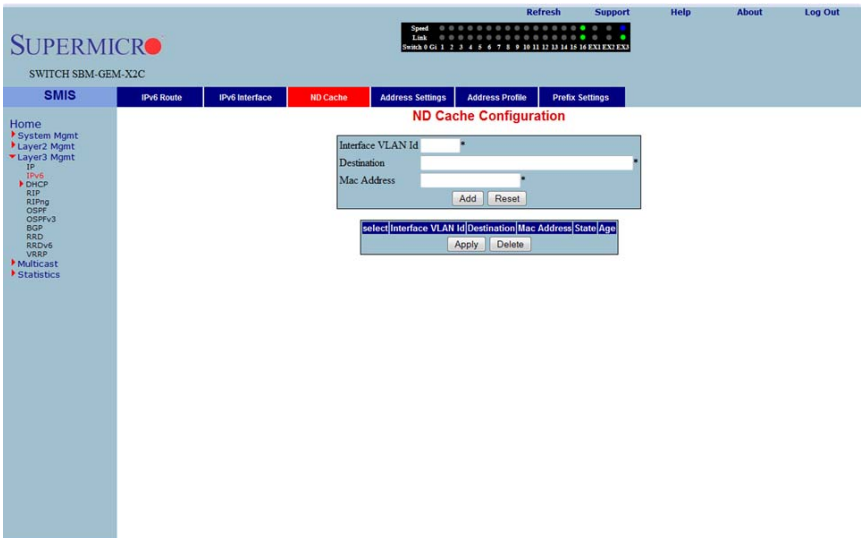 Refresh Support Help About Log Out
SUPERMICRO
SWITCH SBM-GEM-X2C
Speed
Link
Switch 0 Gi 1 2 3 4 5 6 7 8 9 10 11 12 13 14 15 16 EX1 EX2 EX3
SMIS
IPv6 Route IPv6 Interface ND Cache Address Settings Address Profile Prefix Settings
Home
System Mgmt
Layer2 Mgmt
Layer3 Mgmt
IP
IPv6
DHCP
RIP
RIPng
OSPF
OSPFv3
BGP
RRD
RRDv6
VRRP
Multicast
Statistics
ND Cache Configuration
Interface VLAN Id *
Destination *
Mac Address *
Add Reset
select Interface VLAN Id Destination Mac Address State Age
Apply Delete